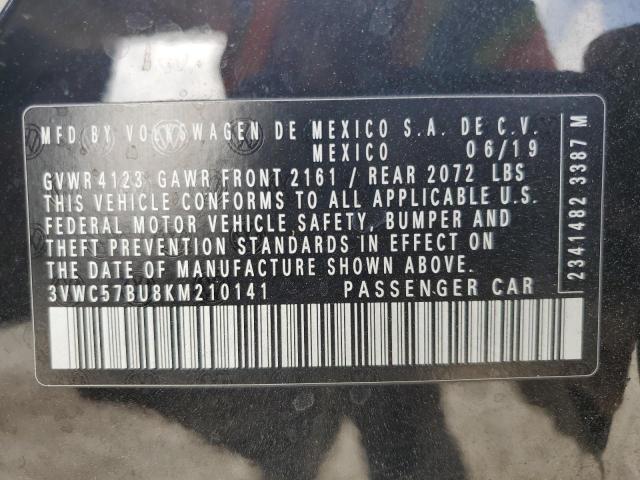 MFD BY VOLKSWAGEN DE MEXICO S.A. DE C.V.
MEXICO 06/19
GVWR 4123 GAWR FRONT 2161 / REAR 2072 LBS
THIS VEHICLE CONFORMS TO ALL APPLICABLE U.S.
FEDERAL MOTOR VEHICLE SAFETY, BUMPER AND
THEFT PREVENTION STANDARDS IN EFFECT ON
THE DATE OF MANUFACTURE SHOWN ABOVE.
3VWC57BU8KM210141 PASSENGER CAR
2341482 3387 M